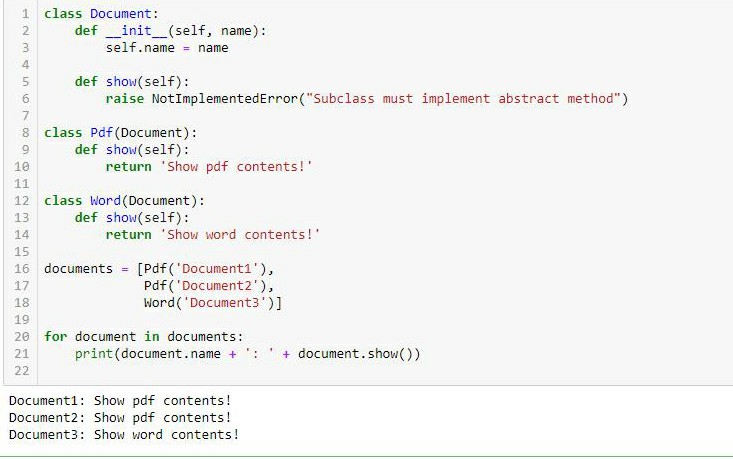 1 class Document:
2     def __init__(self, name):
3         self.name = name
4
5     def show(self):
6         raise NotImplementedError("Subclass must implement abstract method")
7
8 class Pdf(Document):
9     def show(self):
10         return 'Show pdf contents!'
11
12 class Word(Document):
13     def show(self):
14         return 'Show word contents!'
15
16 documents = [Pdf('Document1'),
17              Pdf('Document2'),
18              Word('Document3')]
19
20 for document in documents:
21     print(document.name + ': ' + document.show())
22
Document1: Show pdf contents!
Document2: Show pdf contents!
Document3: Show word contents!